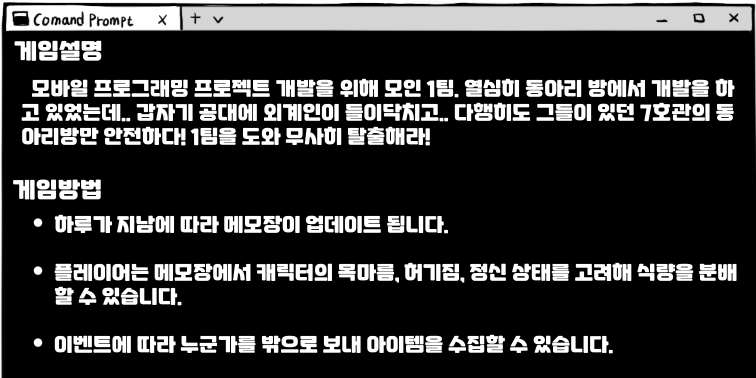 Comand Prompt X + ∨ – □ ×
게임설명
모바일 프로그래밍 프로젝트 개발을 위해 모인 1팀. 열심히 동아리 방에서 개발을 하
고 있었는데.. 갑자기 공대에 외계인이 들이닥치고.. 다행히도 그들이 있던 7호관의 동
아리방만 안전하다! 1팀을 도와 무사히 탈출해라!
게임방법
• 하루가 지남에 따라 메모장이 업데이트 됩니다.
• 플레이어는 메모장에서 캐릭터의 목마름, 허기짐, 정신 상태를 고려해 식량을 분배
할 수 있습니다.
• 이벤트에 따라 누군가를 밖으로 보내 아이템을 수집할 수 있습니다.